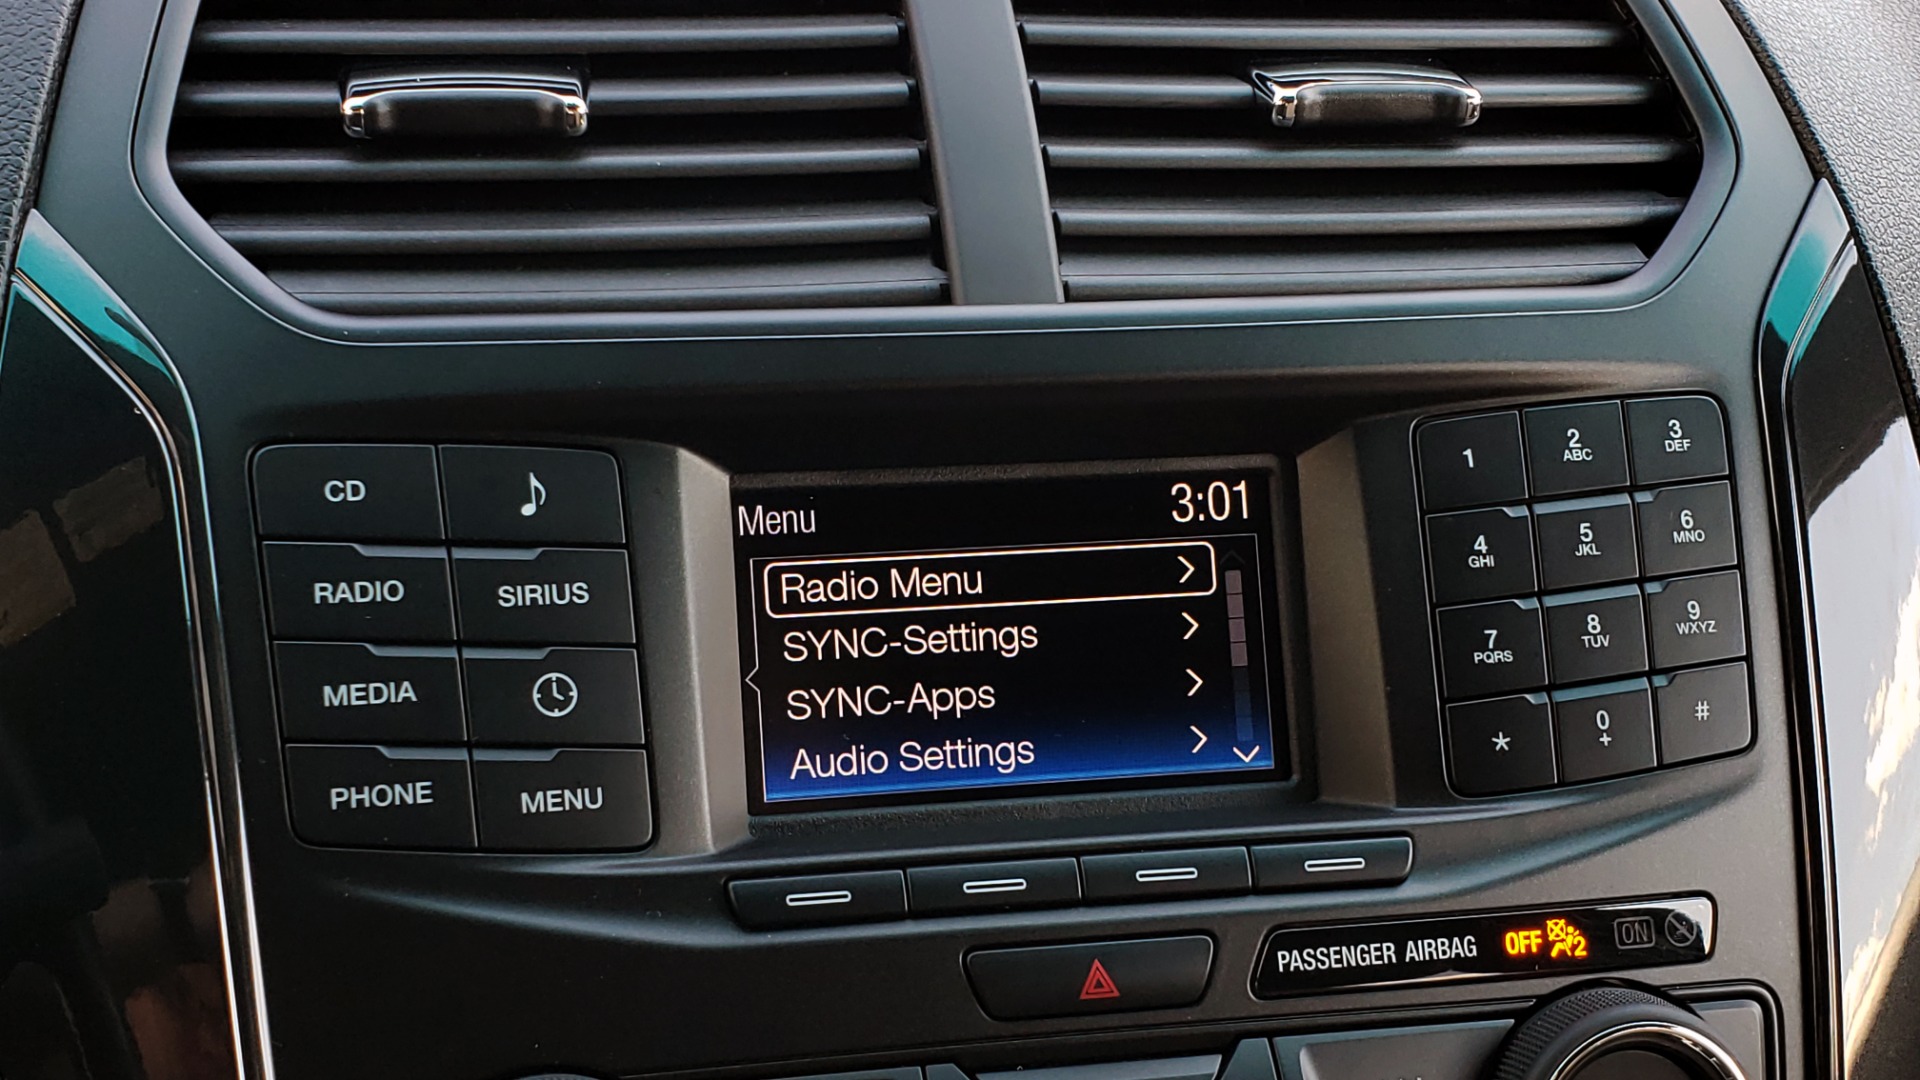 CD
RADIO
SIRIUS
MEDIA
PHONE
MENU
Menu
3:01
Radio Menu
SYNC-Settings
SYNC-Apps
Audio Settings
1
2
ABC
3
DEF
4
GHI
5
JKL
6
MNO
7
PQRS
8
TUV
9
WXYZ
*
0
+
#
PASSENGER AIRBAG OFF 2 ON